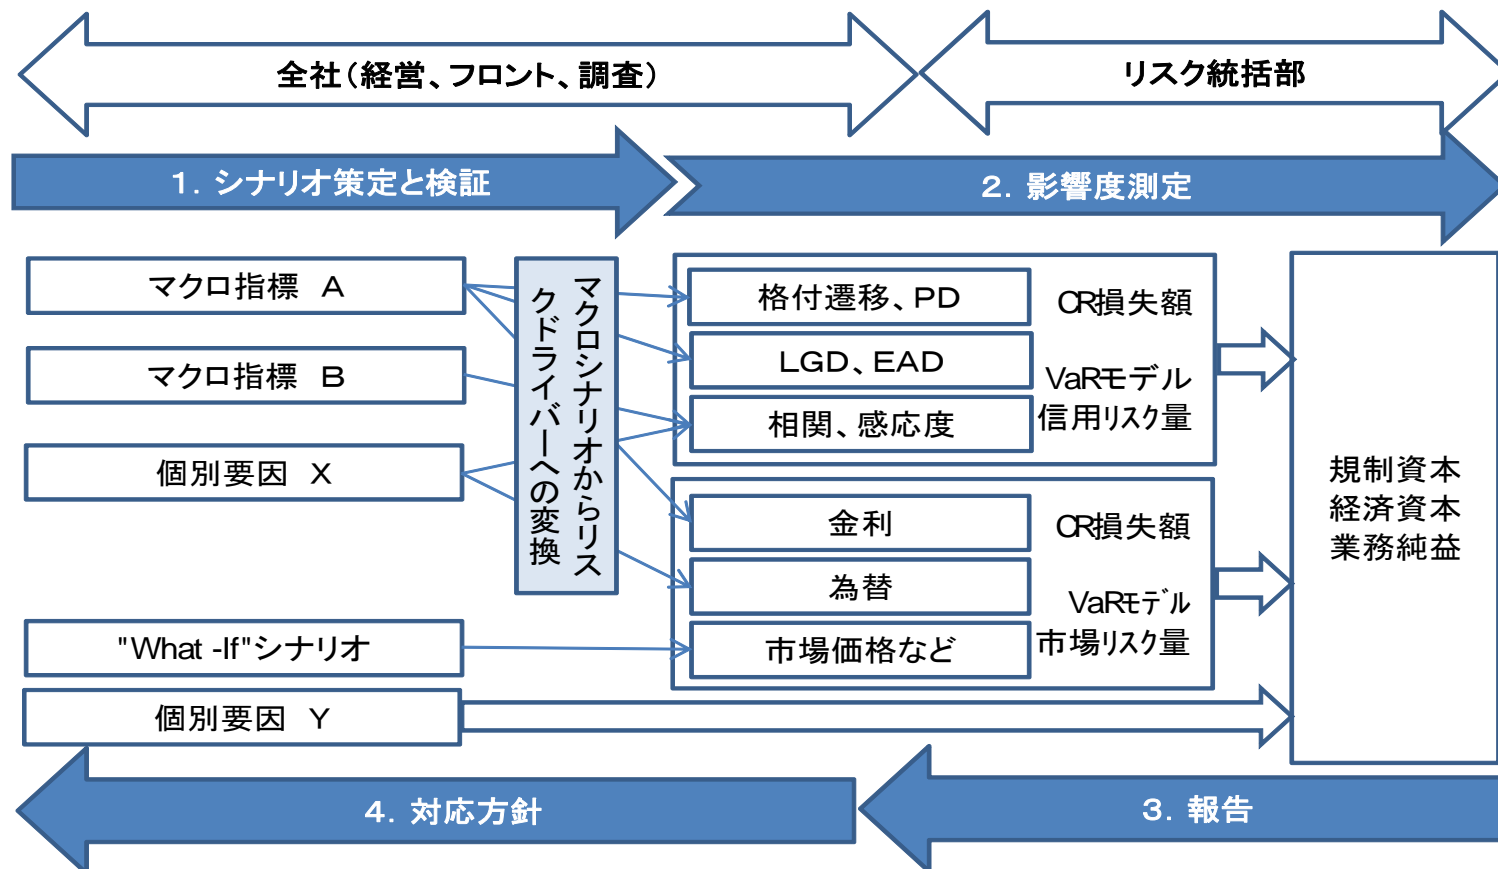 全社（経営、フロント、調査）
リスク統括部
１．シナリオ策定と検証
２．影響度測定
マクロ指標　Ａ
マクロ指標　Ｂ
個別要因　Ｘ
"What -If"シナリオ
個別要因　Ｙ
マクロシナリオからリス
クドライバーへの変換
格付遷移、PD
ＬＧＤ、ＥＡＤ
相関、感応度
CR損失額
VaRモデル
信用リスク量
金利
為替
市場価格など
CR損失額
VaRモデル
市場リスク量
規制資本
経済資本
業務純益
４．対応方針
３．報告